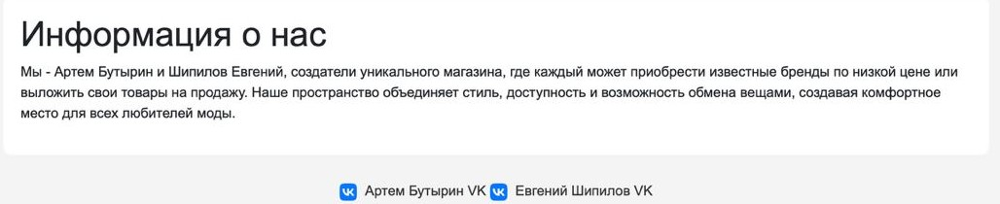 Информация о нас
Мы - Артем Бутырин и Шипилов Евгений, создатели уникального магазина, где каждый может приобрести известные бренды по низкой цене или
выложить свои товары на продажу. Наше пространство объединяет стиль, доступность и возможность обмена вещами, создавая комфортное
место для всех любителей моды.
Артем Бутырин VK Евгений Шипилов VK